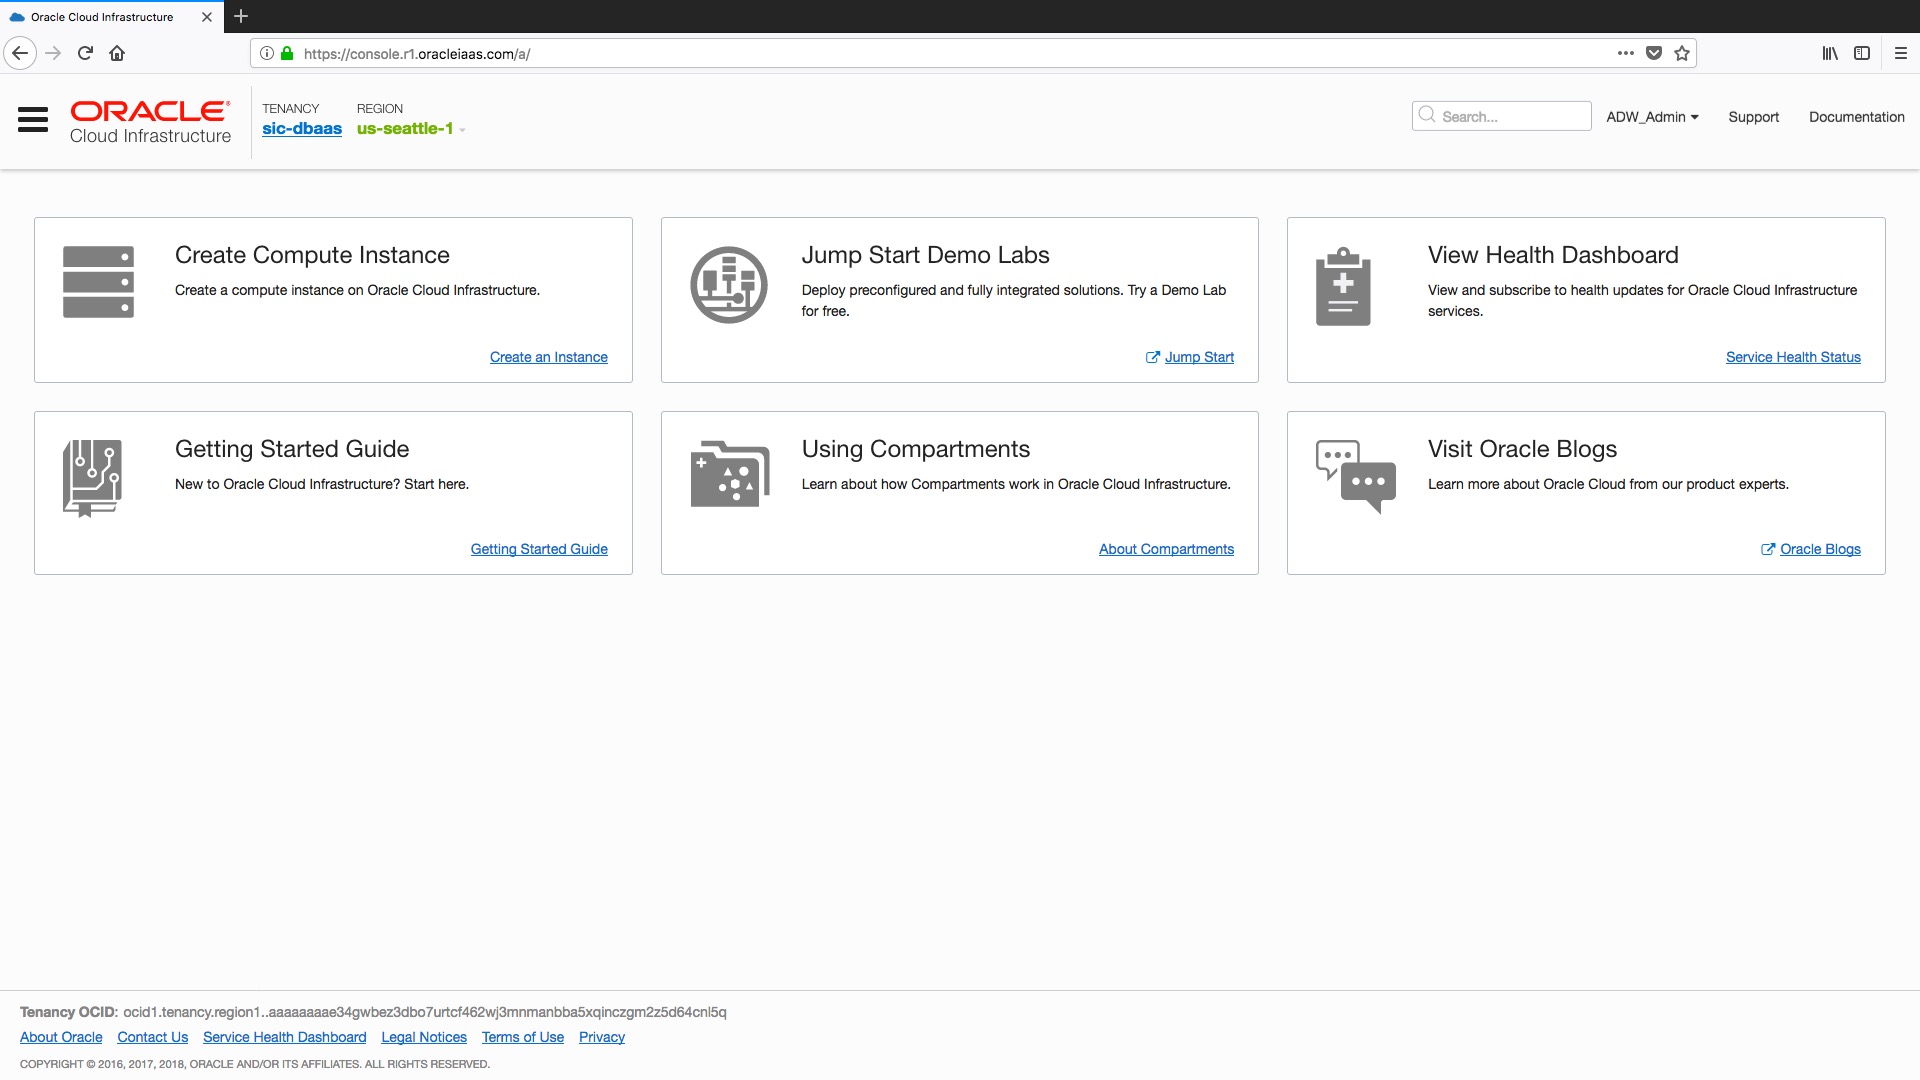 Oracle Cloud Infrastructure
https://console.r1.oracleiaas.com/a/
ORACLE
Cloud Infrastructure
TENANCY
sic-dbaas
REGION
us-seattle-1
Search...
ADW_Admin
Support
Documentation
Create Compute Instance
Create a compute instance on Oracle Cloud Infrastructure.
Create an Instance
Jump Start Demo Labs
Deploy preconfigured and fully integrated solutions. Try a Demo Lab
for free.
Jump Start
View Health Dashboard
View and subscribe to health updates for Oracle Cloud Infrastructure
services.
Service Health Status
Getting Started Guide
New to Oracle Cloud Infrastructure? Start here.
Getting Started Guide
Using Compartments
Learn about how Compartments work in Oracle Cloud Infrastructure.
About Compartments
Visit Oracle Blogs
Learn more about Oracle Cloud from our product experts.
Oracle Blogs
Tenancy OCID: ocid1.tenancy.region1..aaaaaaaae34gwbez3dbo7urtcf462wj3mnmanbba5xqinczgm2z5d64cnl5q
About Oracle Contact Us Service Health Dashboard Legal Notices Terms of Use Privacy
COPYRIGHT © 2016, 2017, 2018, ORACLE AND/OR ITS AFFILIATES. ALL RIGHTS RESERVED.